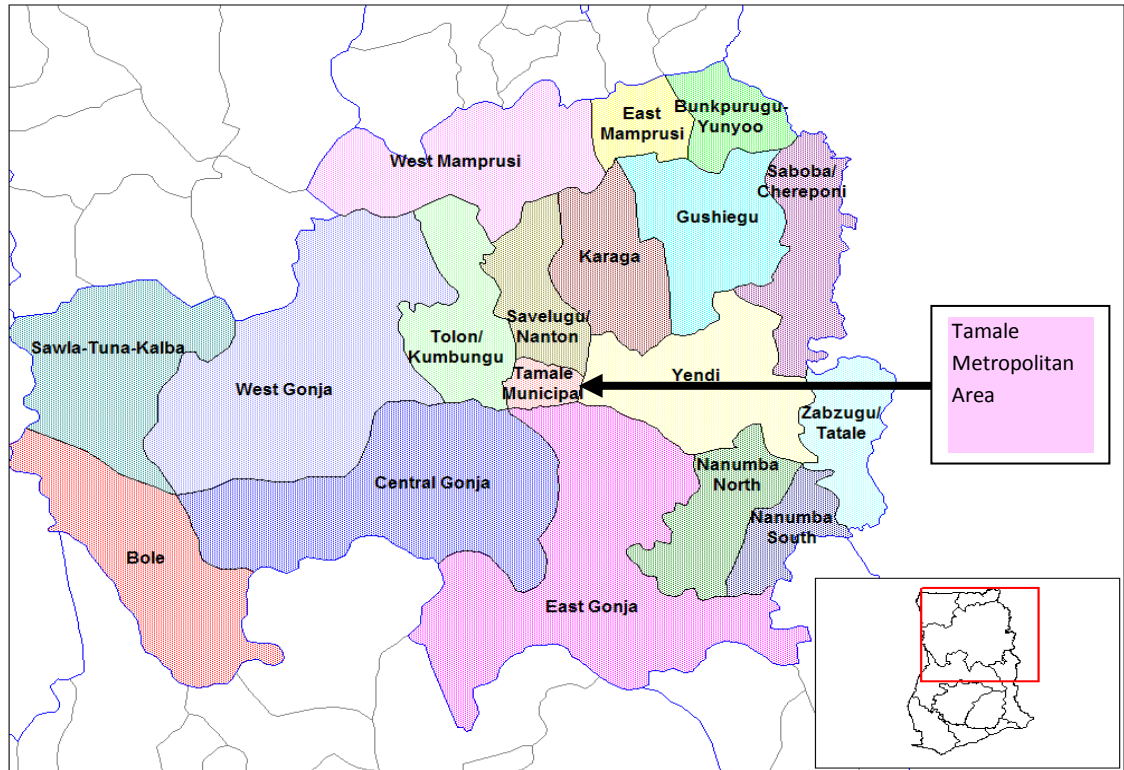 Bunkpurugu-
Yunyoo
East
Mamprusi
West Mamprusi
Saboba/
Chereponi
Gushiegu
Karaga
Savelugu/
Nanton
Tolon/
Kumbungu
Sawla-Tuna-Kalba
Tamale
Municipal
Yendi
West Gonja
Tamale
Metropolitan
Area
Zabzugu/
Tatale
Nanumba
North
Central Gonja
Nanumba
South
Bole
East Gonja